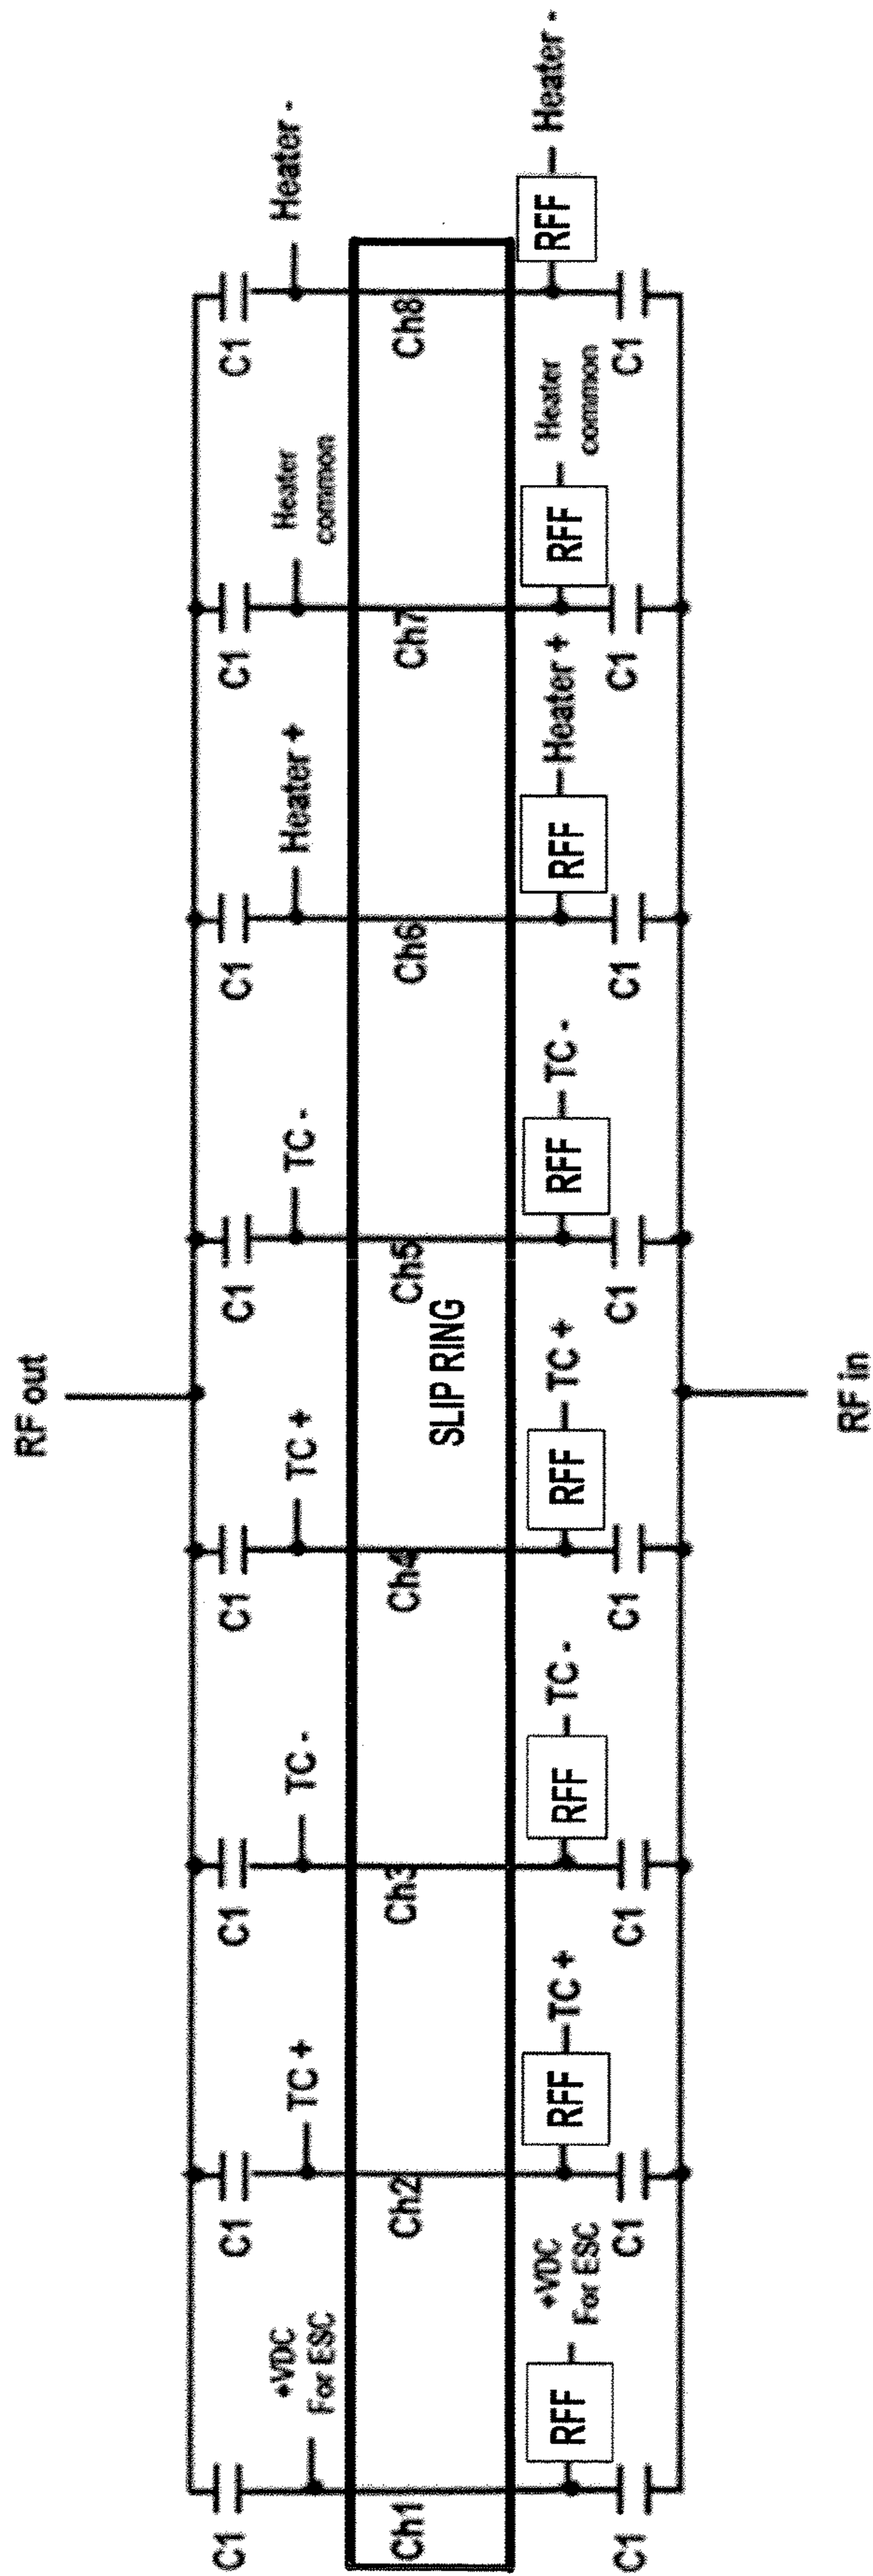 RF out
C1
C1
C1
C1
C1
C1
C1
C1
+VDC
For ESC
TC +
TC -
TC +
TC -
Heater +
Heater
common
Heater -
Ch1
Ch2
Ch3
Ch4
Ch5
Ch6
Ch7
Ch8
SLIP RING
RFF
+VDC
For ESC
RFF
TC +
RFF
TC -
RFF
TC +
RFF
TC -
RFF
Heater +
RFF
Heater
common
RFF
Heater -
C1
C1
C1
C1
C1
C1
C1
C1
RF in